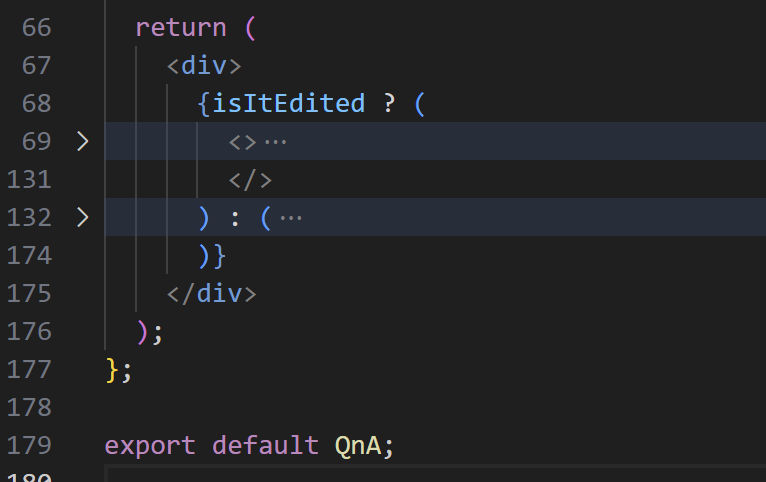 66 return (
67 <div>
68 {isItEdited ? (
69 > <>···
131 </>
132 > ) : (···
174 )}
175 </div>
176 );
177 };
178
179 export default QnA;
180